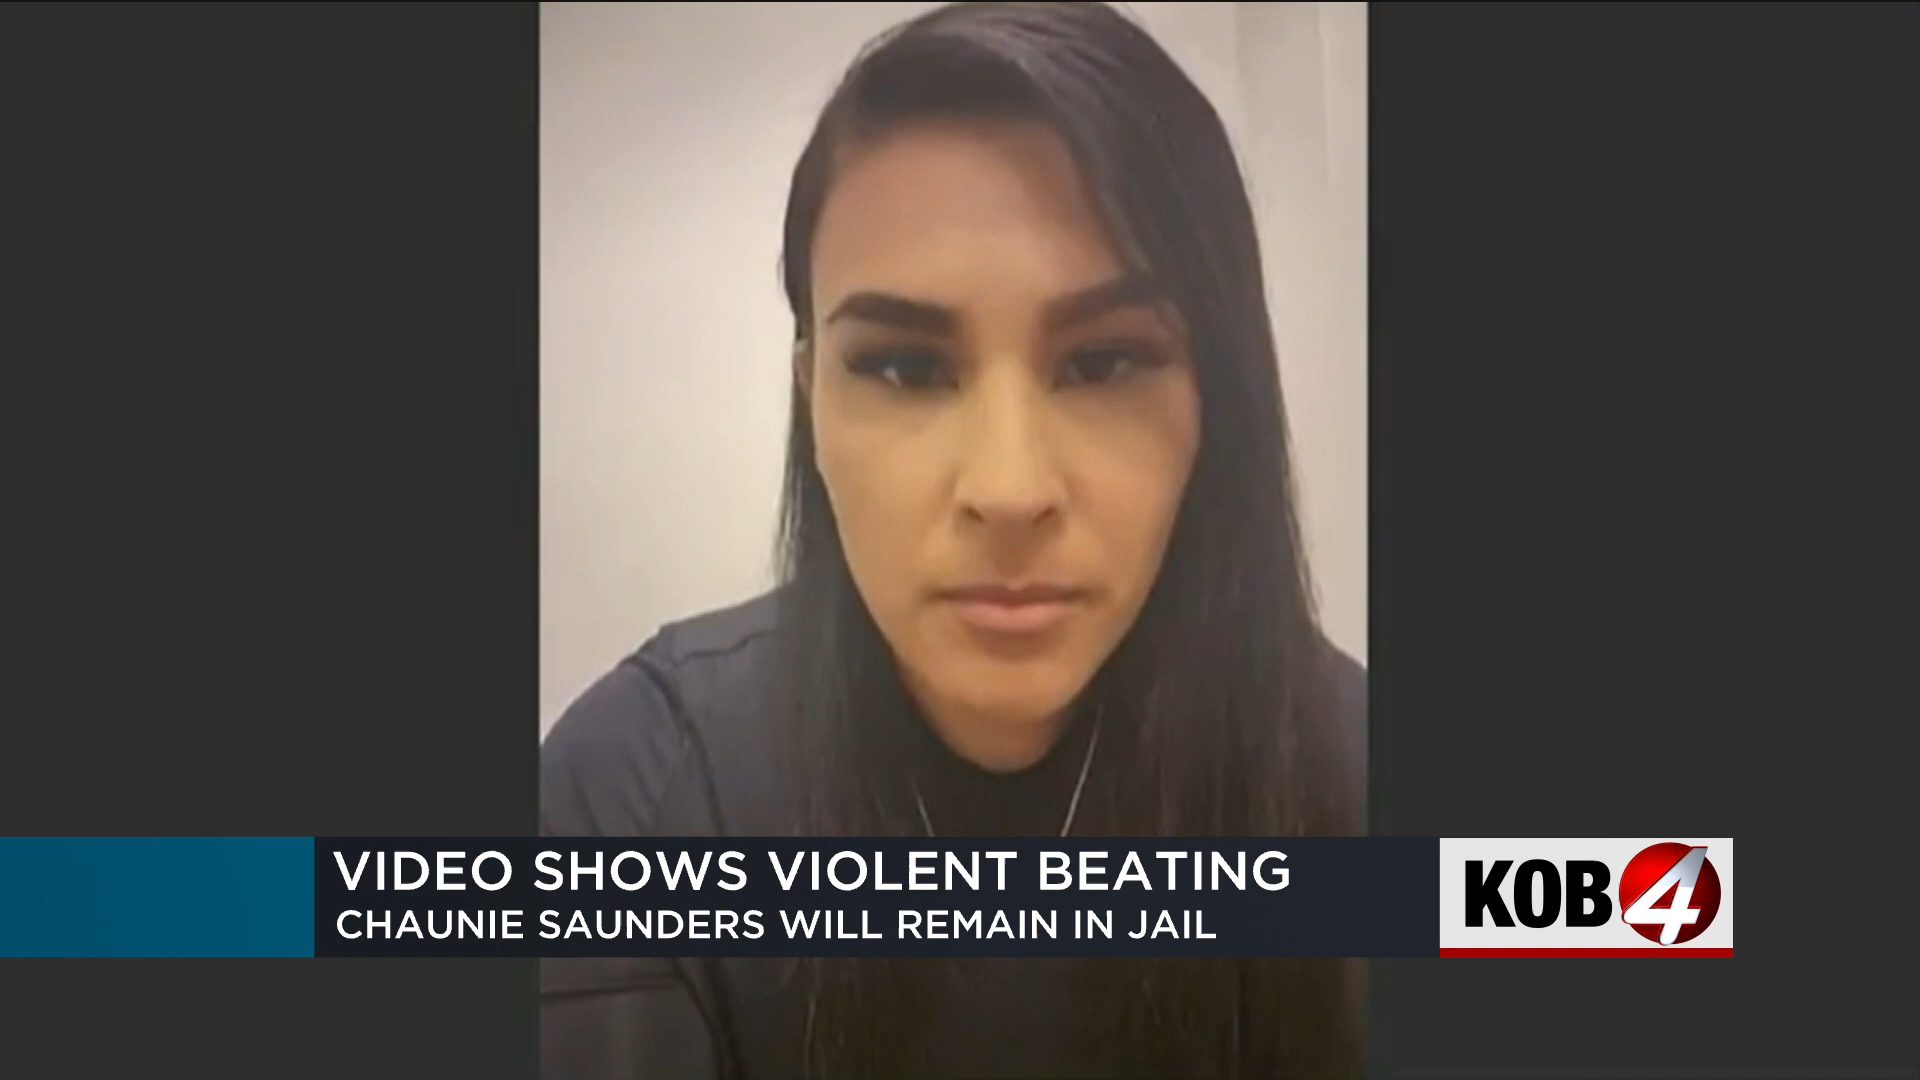 VIDEO SHOWS VIOLENT BEATING
CHAUNIE SAUNDERS WILL REMAIN IN JAIL
KOB 4